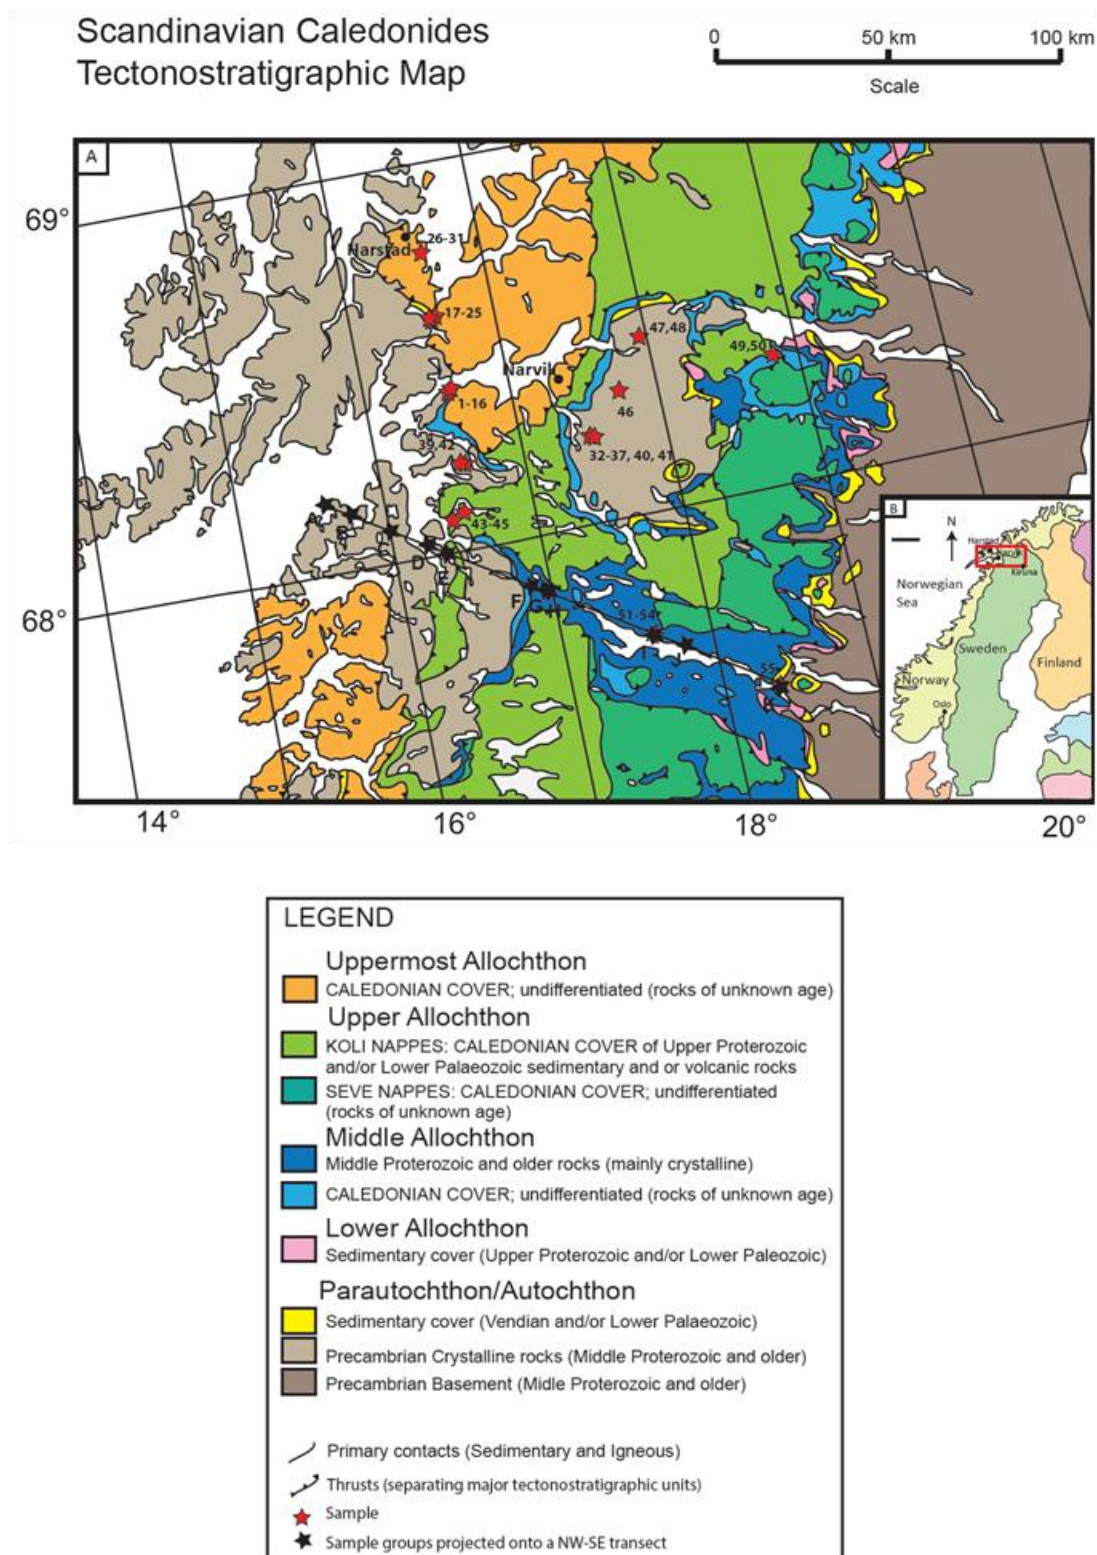 Scandinavian Caledonides
Tectonostratigraphic Map
0 50 km 100 km
Scale
A
69°
Harstad
26-31
17-25
47,48
49,50
Narvik
1-16
46
39,42
32-37, 40, 41
43-45
A
B
C
D
E
F
G
H
51-54
I
J
55
K
68°
14° 16° 18° 20°
B
N
Harstad
Kiruna
Norwegian
Sea
Sweden
Finland
Norway
Oslo
LEGEND
Uppermost Allochthon
CALEDONIAN COVER; undifferentiated (rocks of unknown age)
Upper Allochthon
KOLI NAPPES: CALEDONIAN COVER of Upper Proterozoic
and/or Lower Palaeozoic sedimentary and or volcanic rocks
SEVE NAPPES: CALEDONIAN COVER; undifferentiated
(rocks of unknown age)
Middle Allochthon
Middle Proterozoic and older rocks (mainly crystalline)
CALEDONIAN COVER; undifferentiated (rocks of unknown age)
Lower Allochthon
Sedimentary cover (Upper Proterozoic and/or Lower Paleozoic)
Parautochthon/Autochthon
Sedimentary cover (Vendian and/or Lower Palaeozoic)
Precambrian Crystalline rocks (Middle Proterozoic and older)
Precambrian Basement (Midle Proterozoic and older)
Primary contacts (Sedimentary and Igneous)
Thrusts (separating major tectonostratigraphic units)
Sample
Sample groups projected onto a NW-SE transect